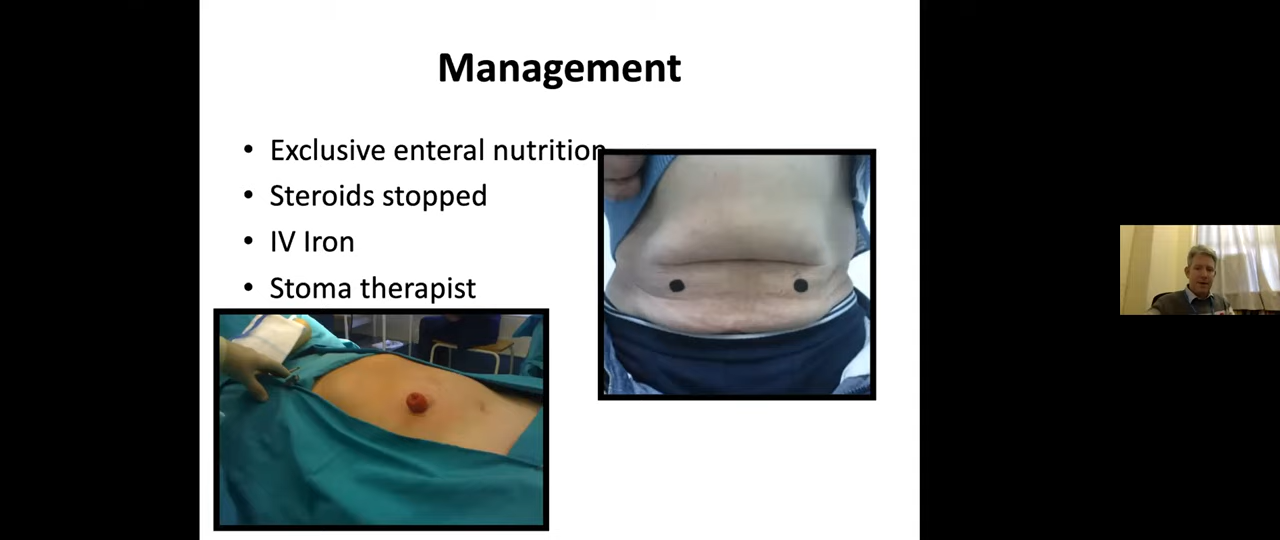 Management
• Exclusive enteral nutrition
• Steroids stopped
• IV Iron
• Stoma therapist